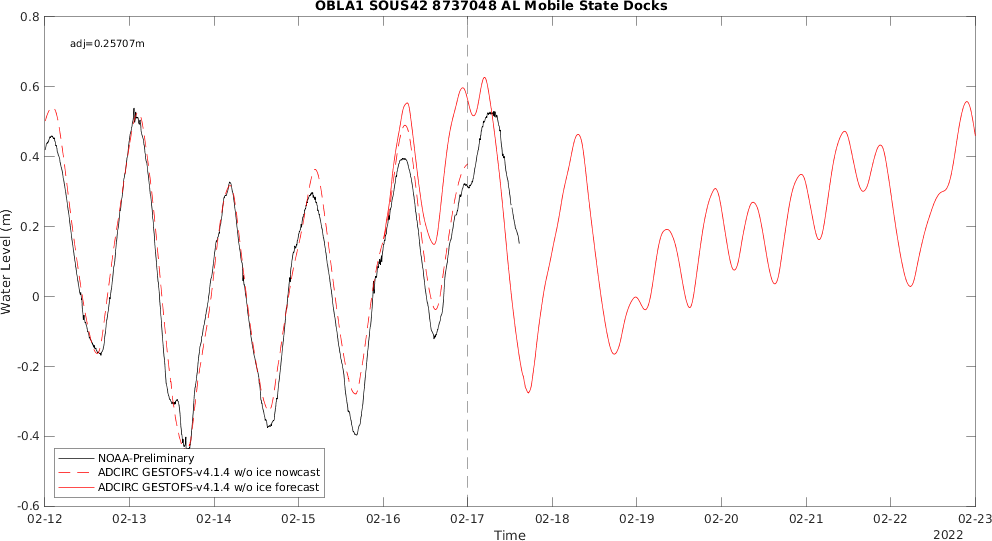 OBLA1 SOUS42 8737048 AL Mobile State Docks
adj=0.25707m
Water Level (m)
0.8
0.6
0.4
0.2
0
-0.2
-0.4
-0.6
NOAA-Preliminary
ADCIRC GESTOFS-v4.1.4 w/o ice nowcast
ADCIRC GESTOFS-v4.1.4 w/o ice forecast
02-12 02-13 02-14 02-15 02-16 02-17 02-18 02-19 02-20 02-21 02-22 02-23
Time
2022